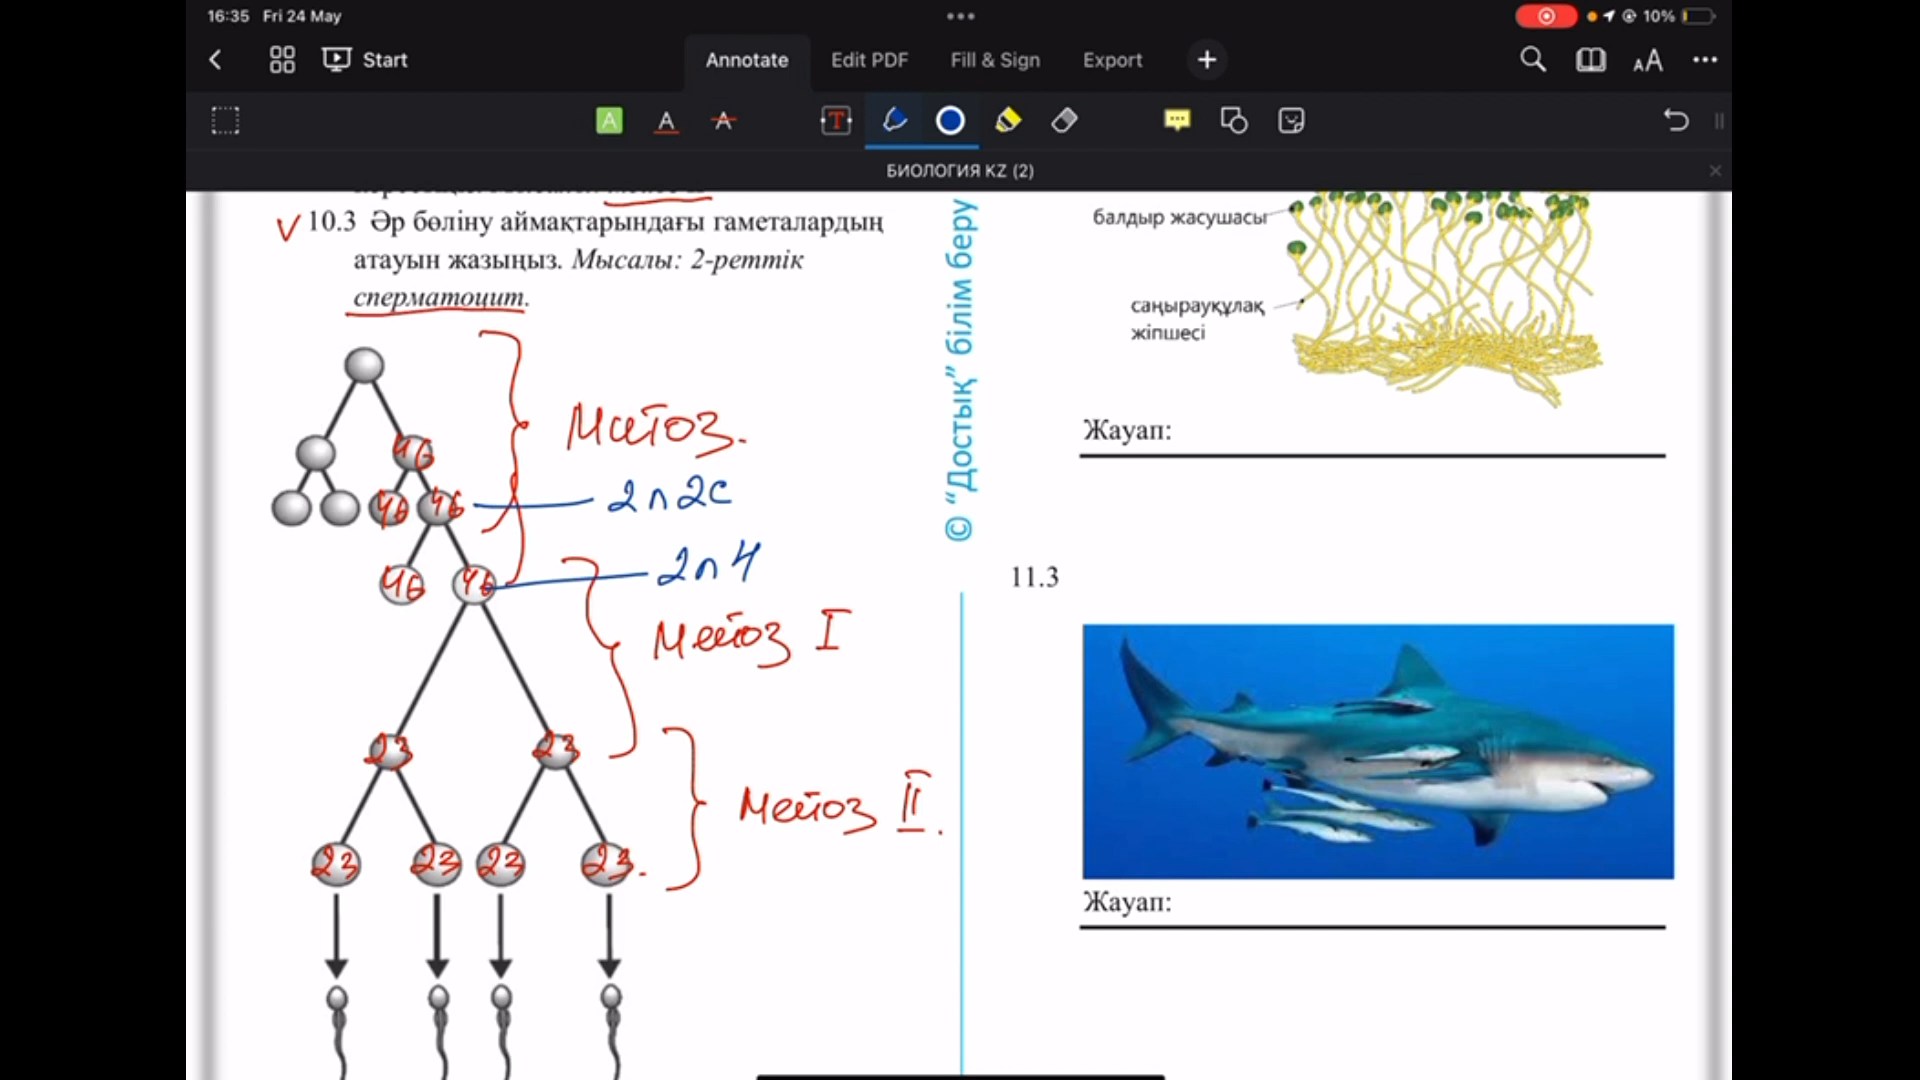 16:35 Fri 24 May
10%
Start
Annotate
Edit PDF
Fill & Sign
Export
БИОЛОГИЯ KZ (2)
10.3 Әр бөліну аймақтарындағы гаметалардың
атауын жазыңыз. Мысалы: 2-реттік
сперматоцит.
Митоз.
46
46 46
2n2c
46 46
2n4
Мейоз I
23 23
Мейоз II.
23 23 23 23.
© “Достық” білім беру
балдыр жасушасы
саңырауқұлақ
жіпшесі
Жауап:
11.3
Жауап: